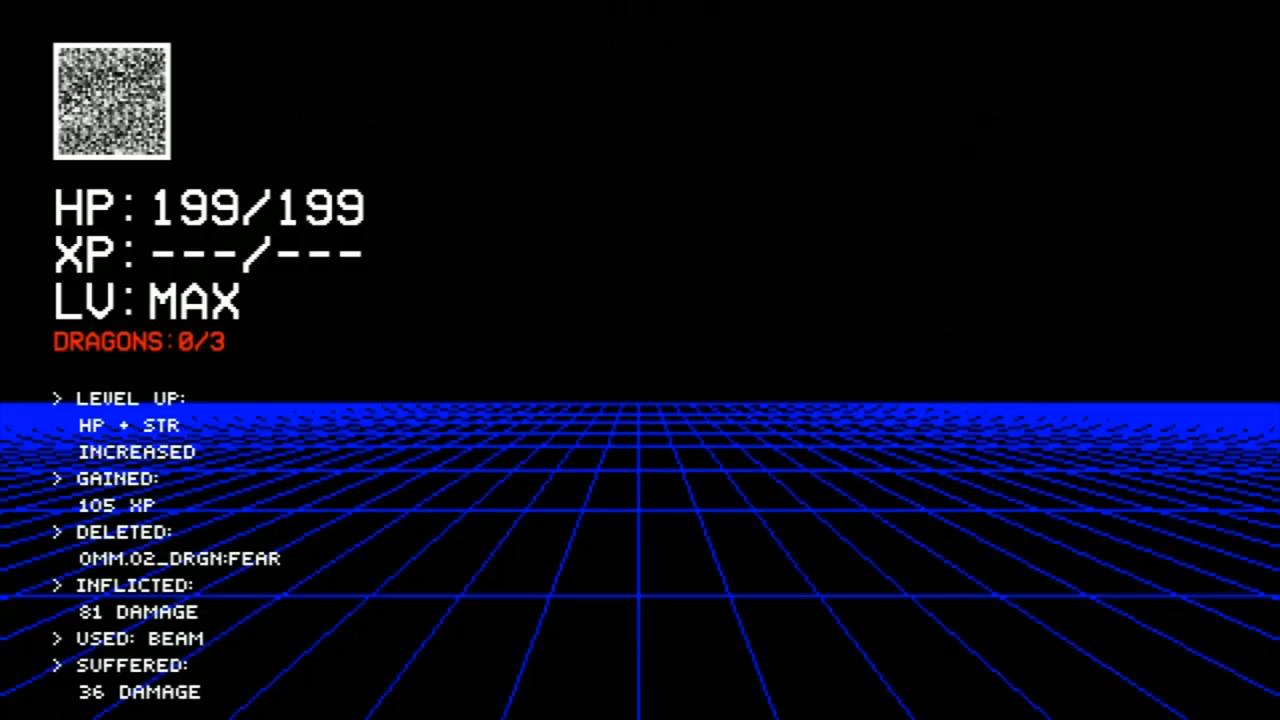 HP:199/199
XP:---/---
LV:MAX
DRAGONS:0/3
> LEVEL UP:
HP + STR
INCREASED
> GAINED:
105 XP
> DELETED:
OMM.02_DRGN:FEAR
> INFLICTED:
81 DAMAGE
> USED: BEAM
> SUFFERED:
36 DAMAGE